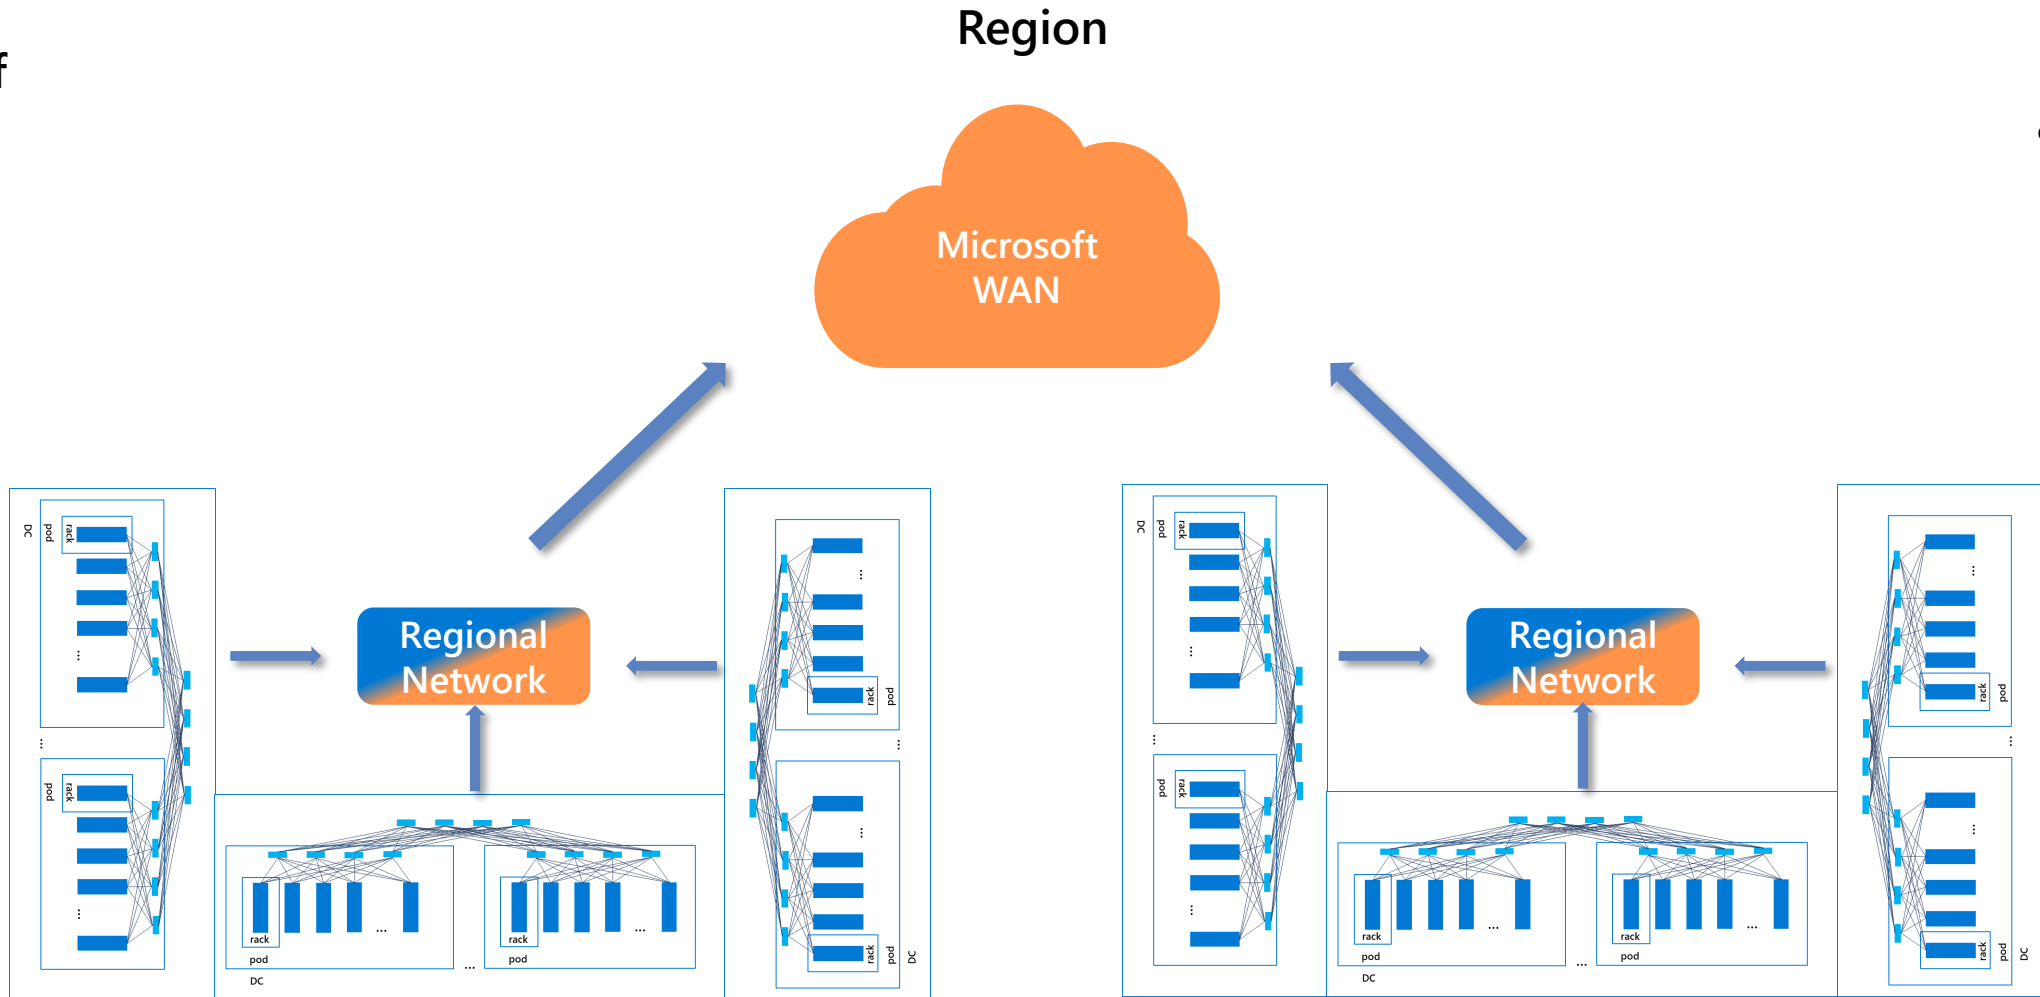 Region
f
Microsoft
WAN
DC
pod
rack
...
...
pod
rack
...
Regional
Network
...
rack
pod
...
...
rack
pod
DC
rack
...
pod
...
rack
...
pod
DC
DC
pod
rack
...
...
pod
rack
...
Regional
Network
...
rack
pod
...
...
rack
pod
DC
rack
...
pod
...
rack
...
pod
DC